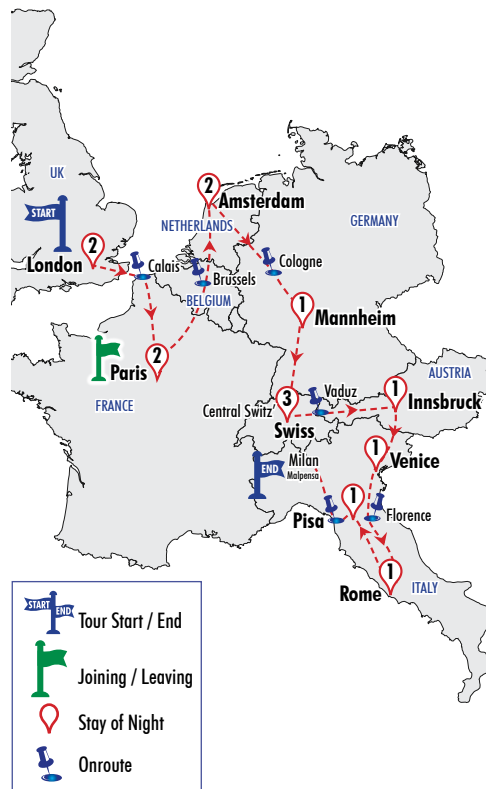 UK
START
2
London
Calais
2
Amsterdam
NETHERLANDS
GERMANY
Cologne
Brussels
BELGIUM
1
Mannheim
Paris
2
FRANCE
AUSTRIA
Vaduz
1
Innsbruck
Central Switz
3
Swiss
END
Milan
Malpensa
1
Venice
1
Pisa
Florence
1
Rome
ITALY
START
END
Tour Start / End
Joining / Leaving
Stay of Night
Onroute